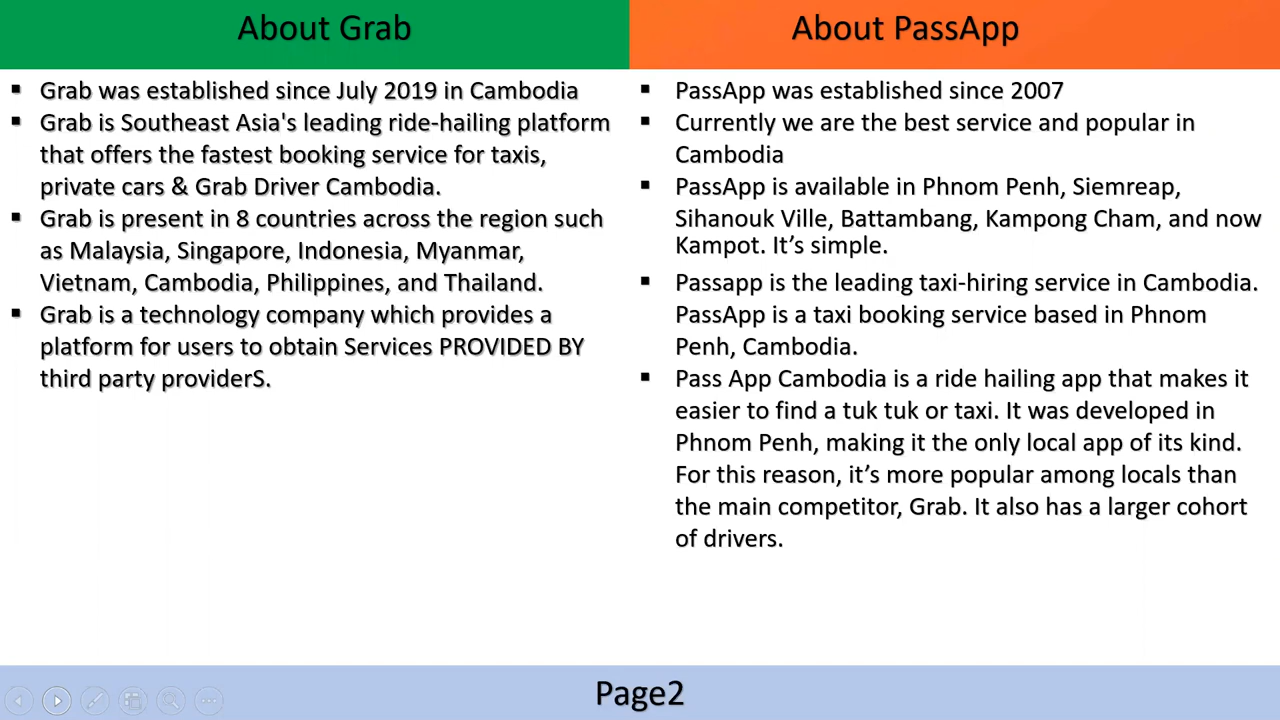 About Grab
▪ Grab was established since July 2019 in Cambodia
▪ Grab is Southeast Asia's leading ride-hailing platform
that offers the fastest booking service for taxis,
private cars & Grab Driver Cambodia.
▪ Grab is present in 8 countries across the region such
as Malaysia, Singapore, Indonesia, Myanmar,
Vietnam, Cambodia, Philippines, and Thailand.
▪ Grab is a technology company which provides a
platform for users to obtain Services PROVIDED BY
third party providerS.
About PassApp
▪ PassApp was established since 2007
▪ Currently we are the best service and popular in
Cambodia
▪ PassApp is available in Phnom Penh, Siemreap,
Sihanouk Ville, Battambang, Kampong Cham, and now
Kampot. It’s simple.
▪ Passapp is the leading taxi-hiring service in Cambodia.
PassApp is a taxi booking service based in Phnom
Penh, Cambodia.
▪ Pass App Cambodia is a ride hailing app that makes it
easier to find a tuk tuk or taxi. It was developed in
Phnom Penh, making it the only local app of its kind.
For this reason, it’s more popular among locals than
the main competitor, Grab. It also has a larger cohort
of drivers.
Page2